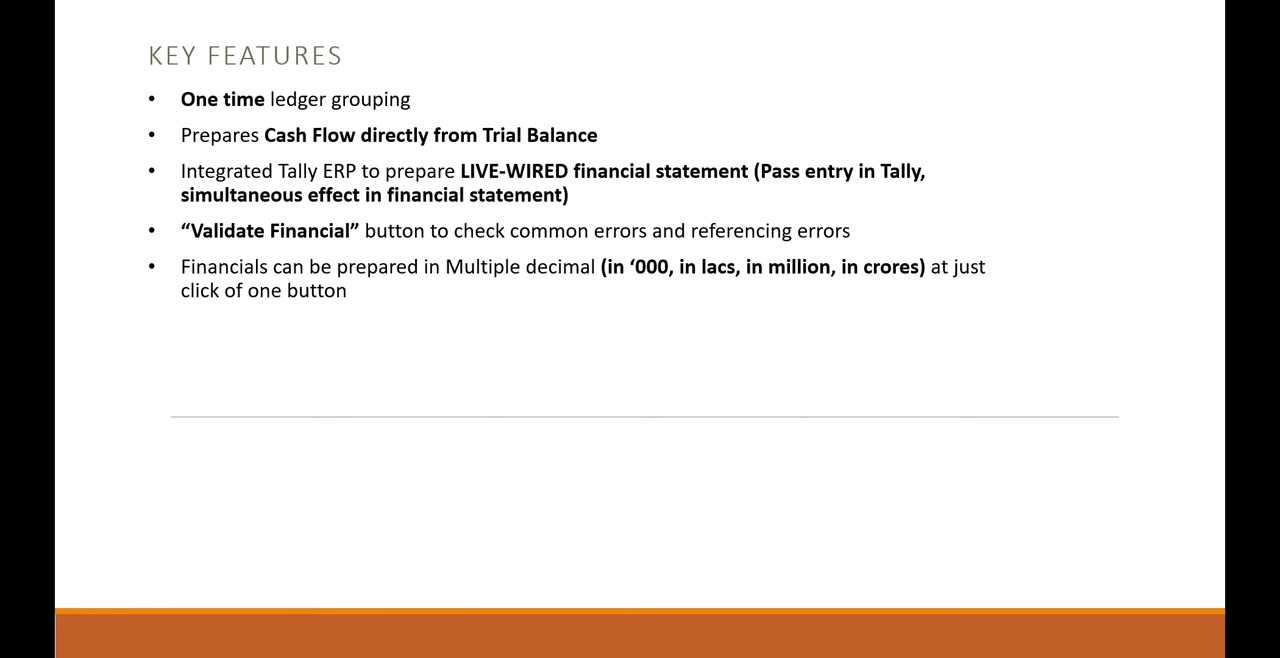 KEY FEATURES
• One time ledger grouping
• Prepares Cash Flow directly from Trial Balance
• Integrated Tally ERP to prepare LIVE-WIRED financial statement (Pass entry in Tally,
simultaneous effect in financial statement)
• “Validate Financial” button to check common errors and referencing errors
• Financials can be prepared in Multiple decimal (in ‘000, in lacs, in million, in crores) at just
click of one button